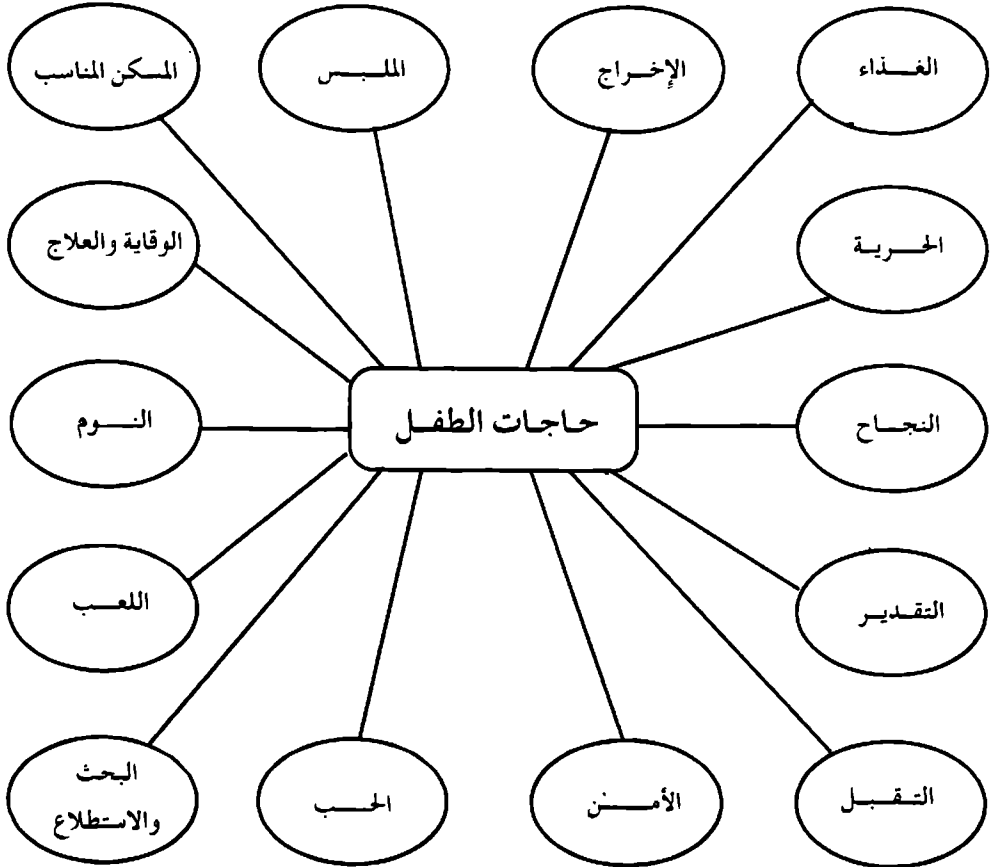 الغذاء
الإخراج
الملبس
المسكن المناسب
الحرية
الوقاية والعلاج
النجاح
حاجات الطفل
النوم
التقدير
اللعب
التقبل
الأمن
الحب
البحث
والاستطلاع